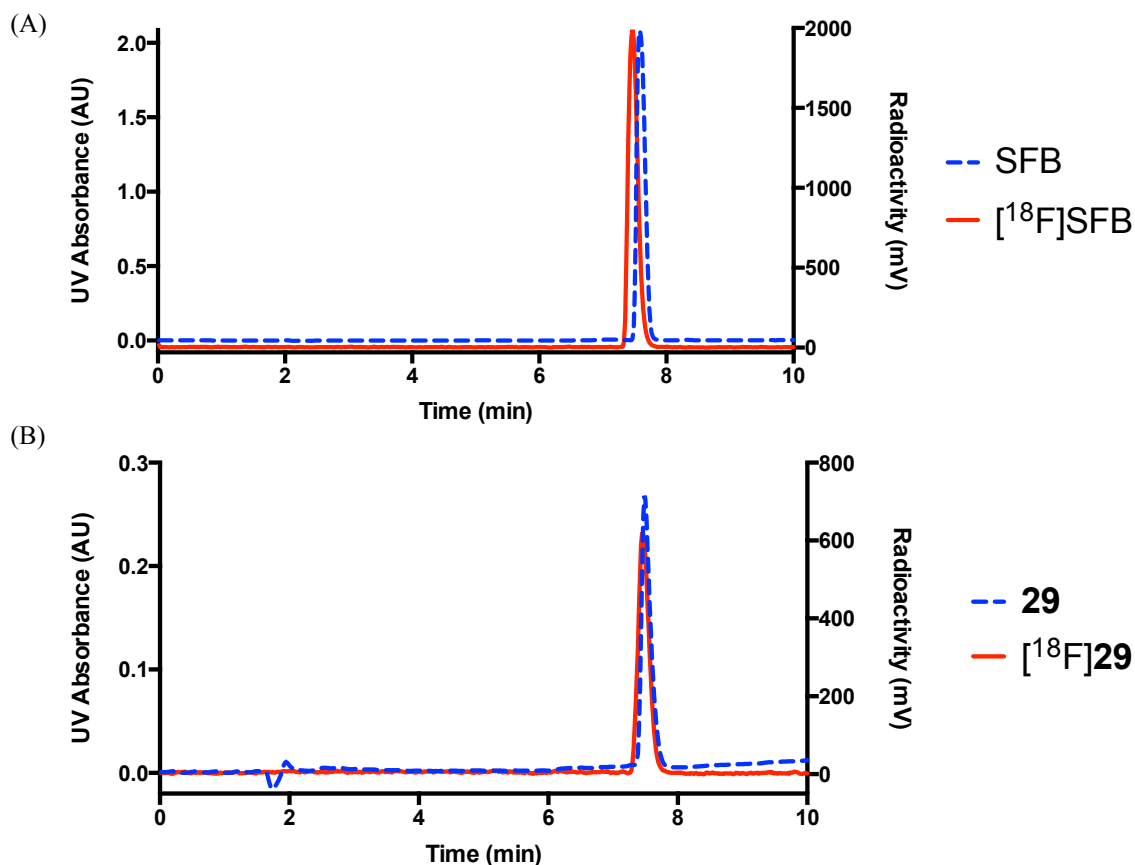 (A)
UV Absorbance (AU)
2.0
1.5
1.0
0.5
0.0
0 2 4 6 8 10
Time (min)
2000
1500
1000
500
0
Radioactivity (mV)
SFB
[¹⁸F]SFB
(B)
UV Absorbance (AU)
0.3
0.2
0.1
0.0
0 2 4 6 8 10
Time (min)
800
600
400
200
0
Radioactivity (mV)
29
[¹⁸F]29